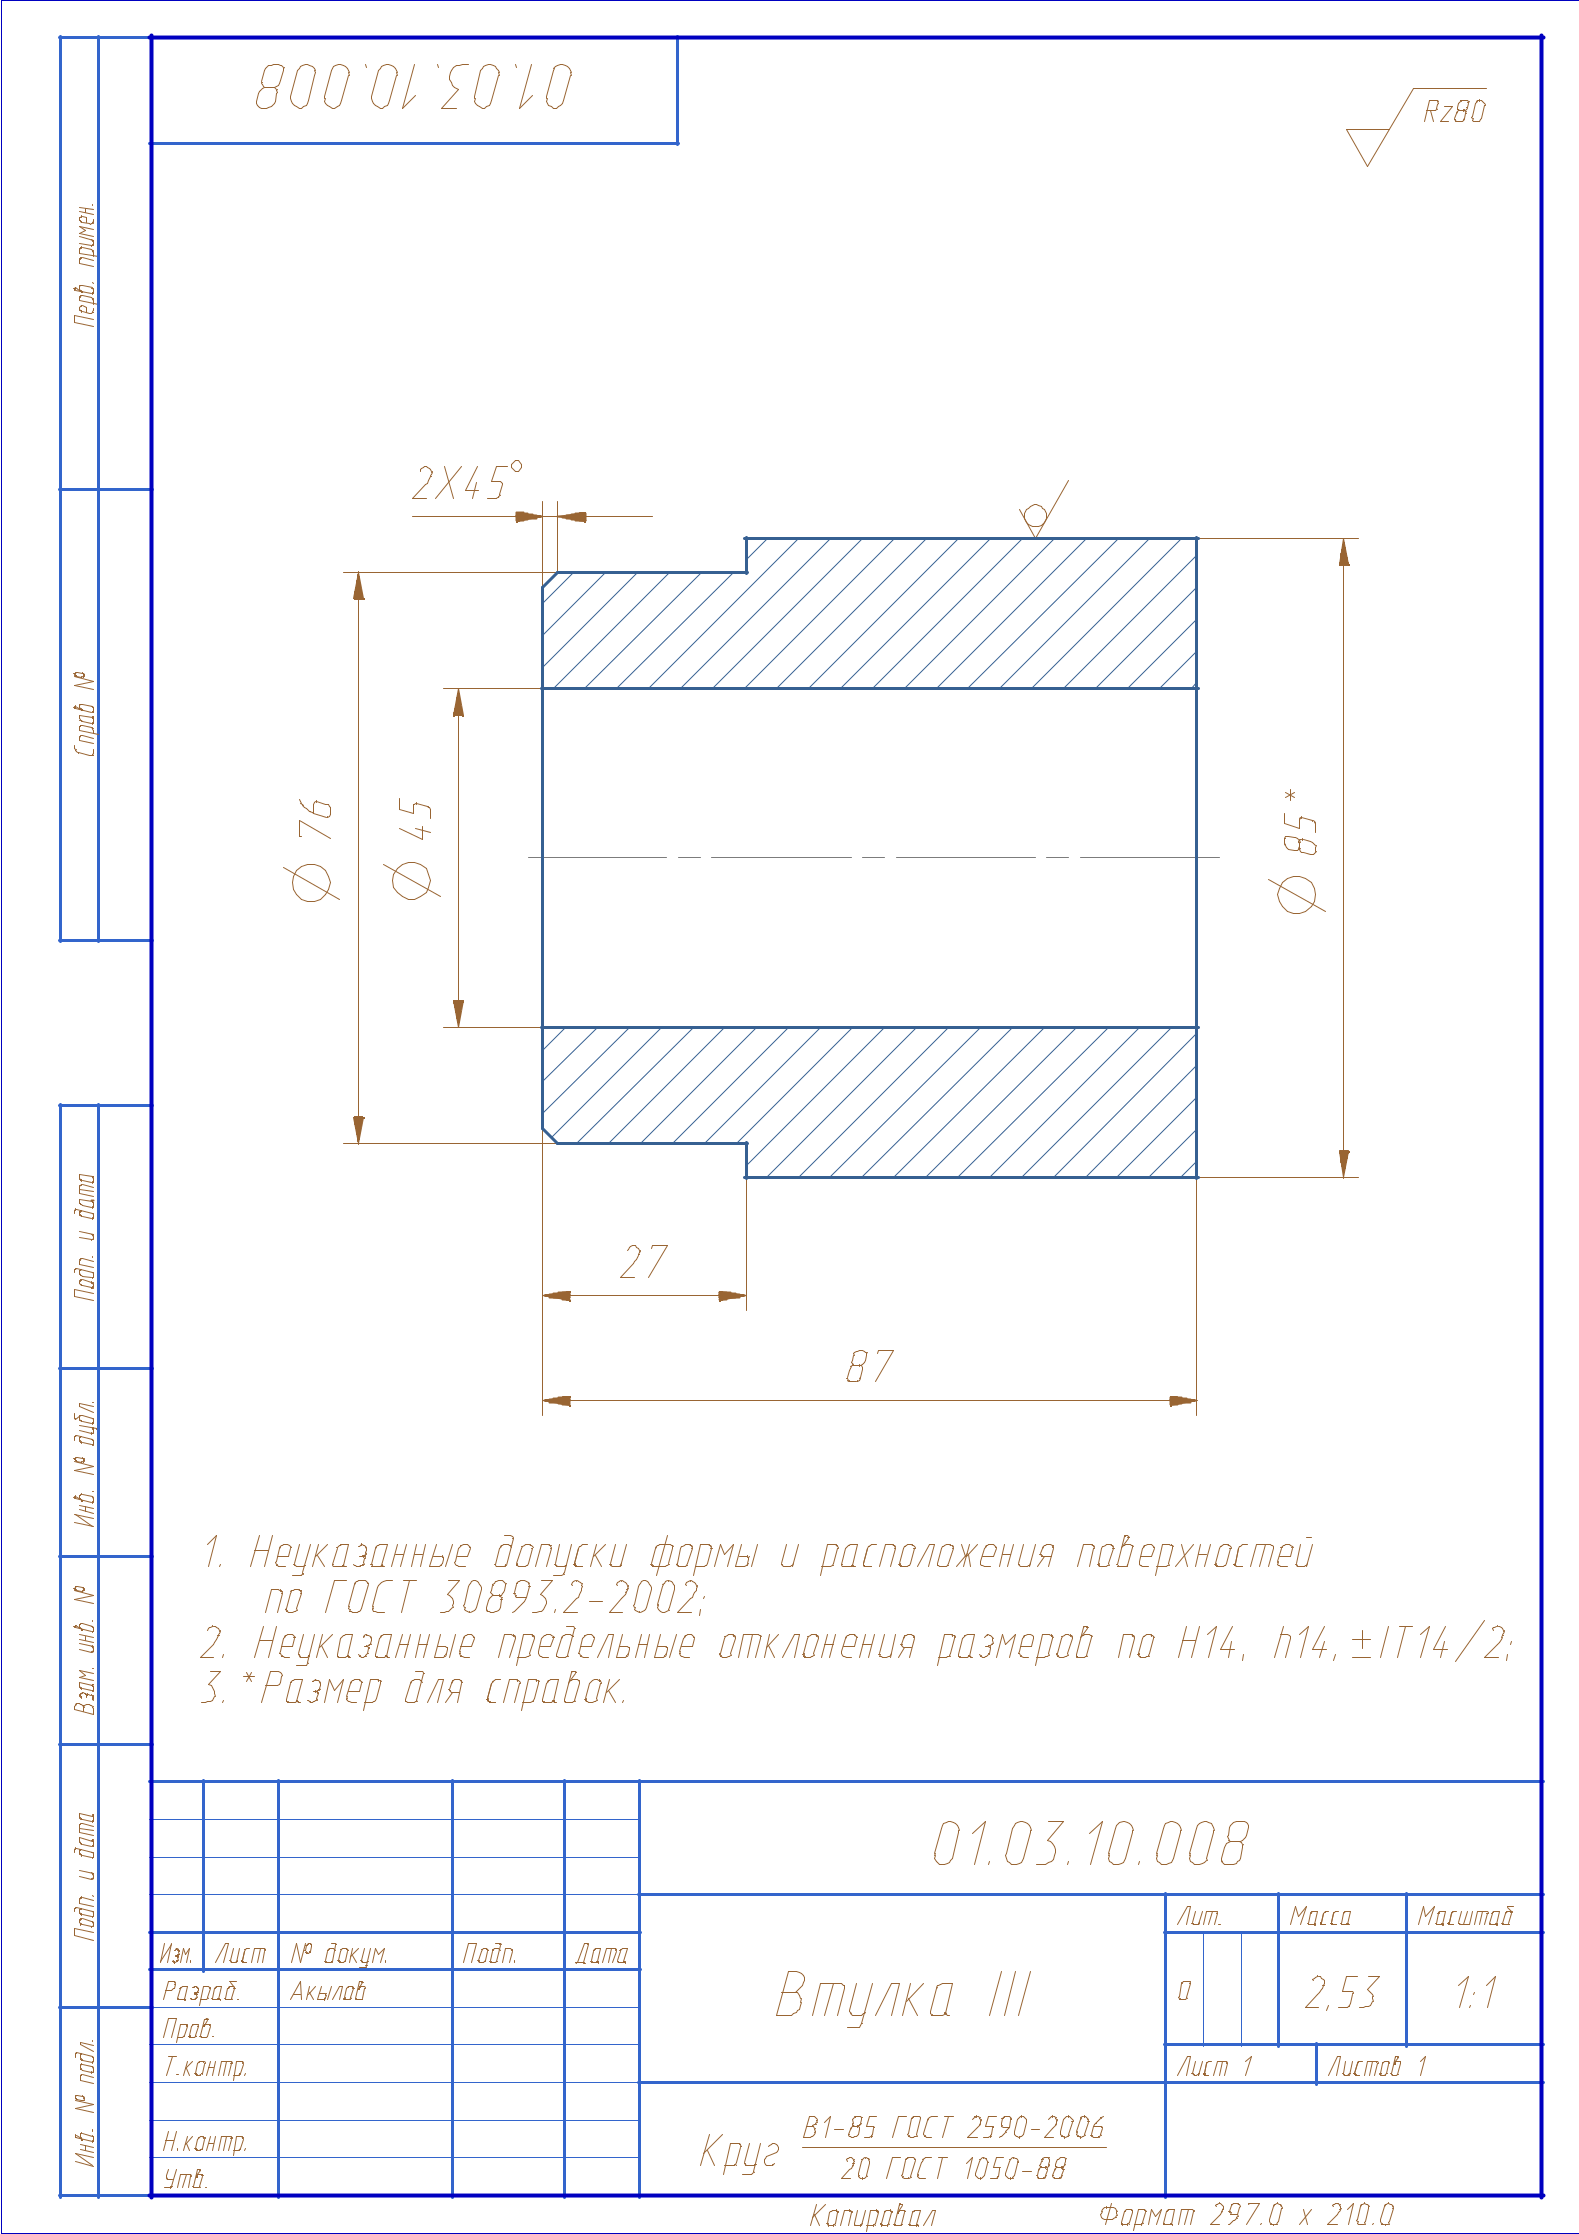 01.03.10.008
Rz80
Перв. примен.
Справ №
Подп. и дата
Инв. № дубл.
Взам. инв. №
Подп. и дата
Инв. № подл.
2X45°
∅ 76
∅ 45
∅ 85*
27
87
1. Неуказанные допуски формы и расположения поверхностей
по ГОСТ 30893.2-2002;
2. Неуказанные предельные отклонения размеров по H14, h14,±IT14/2;
3.*Размер для справок.
01.03.10.008
Лит. Масса Масштаб
Изм. Лист № докум. Подп. Дата
Разраб. Акылов
Пров.
Т.контр.
Н.контр.
Утв.
Втулка III
О 2,53 1:1
Лист 1 Листов 1
Круг В1-85 ГОСТ 2590-2006
20 ГОСТ 1050-88
Копировал Формат 297.0 x 210.0